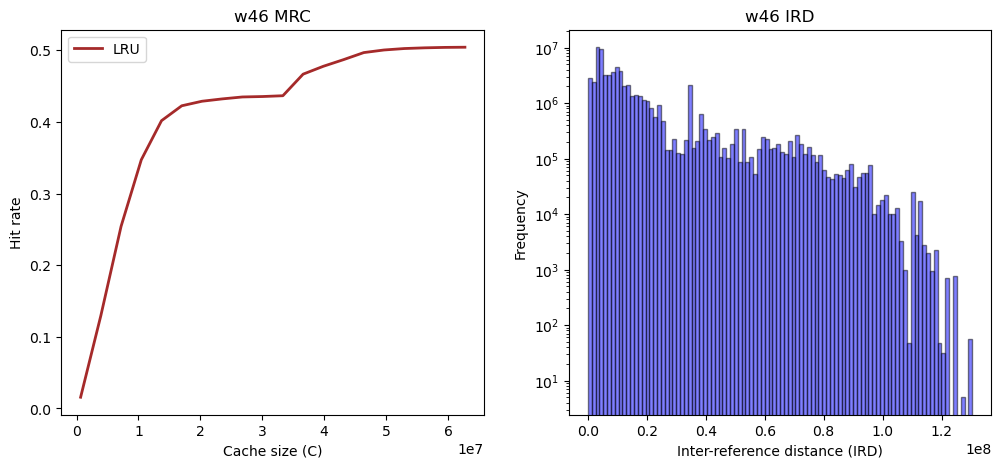 w46 MRC
LRU
0.5
0.4
0.3
0.2
0.1
0.0
Hit rate
0 1 2 3 4 5 6
1e7
Cache size (C)
w46 IRD
10^7
10^6
10^5
10^4
10^3
10^2
10^1
Frequency
0.0 0.2 0.4 0.6 0.8 1.0 1.2
1e8
Inter-reference distance (IRD)